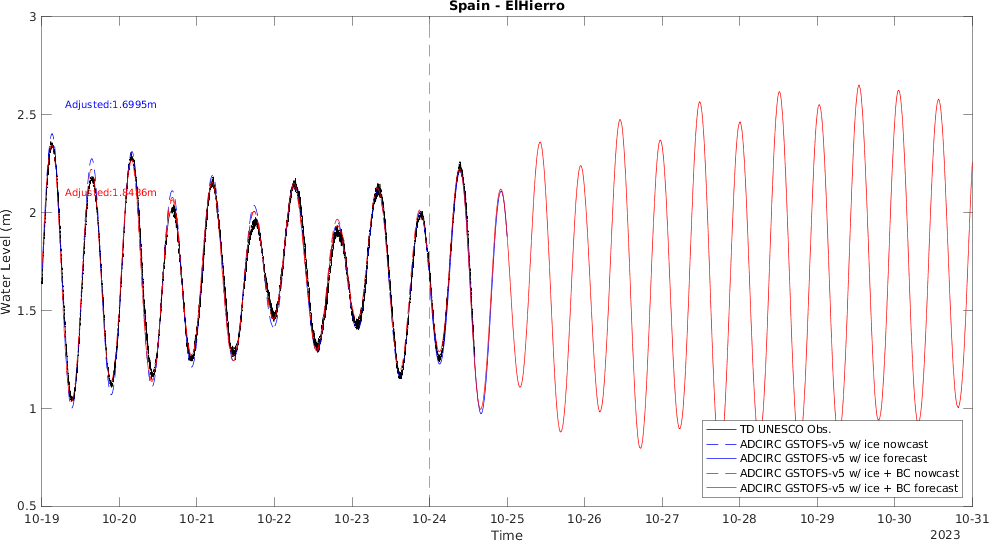 Spain - ElHierro
3
2.5
2
1.5
1
0.5
Water Level (m)
Adjusted:1.6995m
Adjusted:1.8486m
TD UNESCO Obs.
ADCIRC GSTOFS-v5 w/ ice nowcast
ADCIRC GSTOFS-v5 w/ ice forecast
ADCIRC GSTOFS-v5 w/ ice + BC nowcast
ADCIRC GSTOFS-v5 w/ ice + BC forecast
10-19 10-20 10-21 10-22 10-23 10-24 10-25 10-26 10-27 10-28 10-29 10-30 10-31
Time
2023